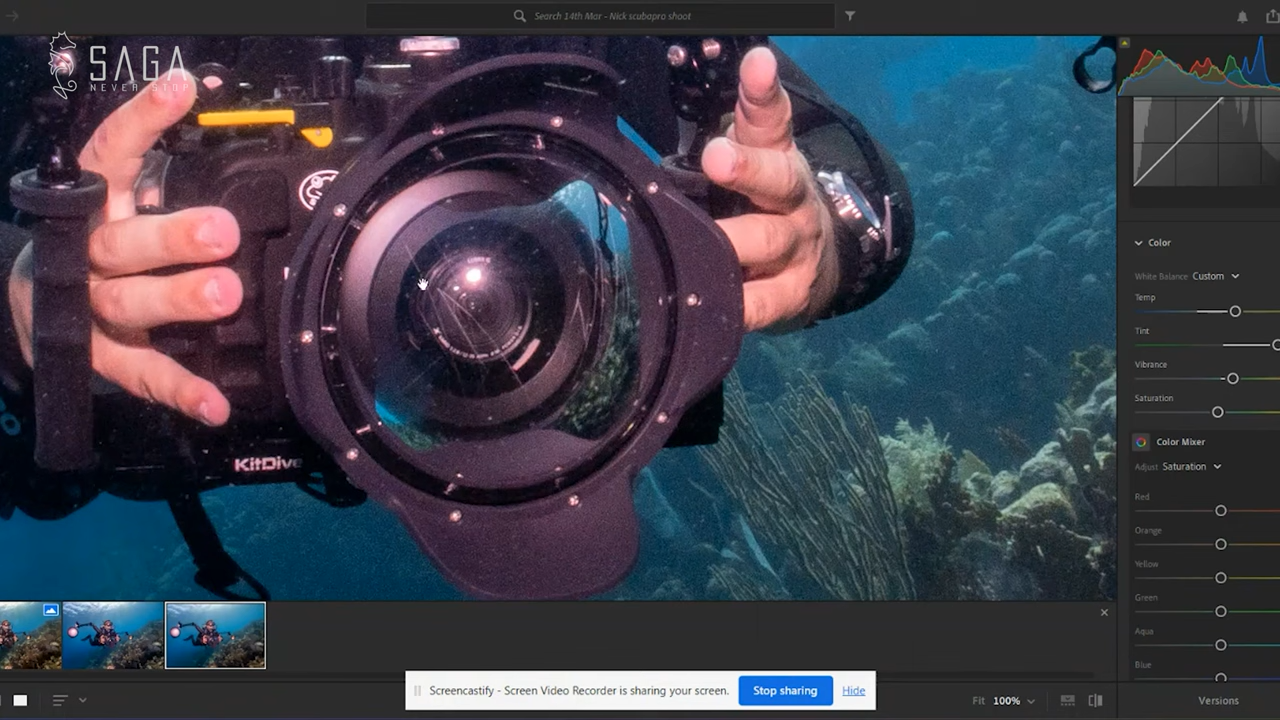 Search 14th Mar - Nick scubapro shoot
SAGA
NEVER STOP
KitDive
Color
White Balance Custom
Temp
Tint
Vibrance
Saturation
Color Mixer
Adjust Saturation
Red
Orange
Yellow
Green
Aqua
Blue
Screencastify - Screen Video Recorder is sharing your screen. Stop sharing Hide
Fit 100%
Versions